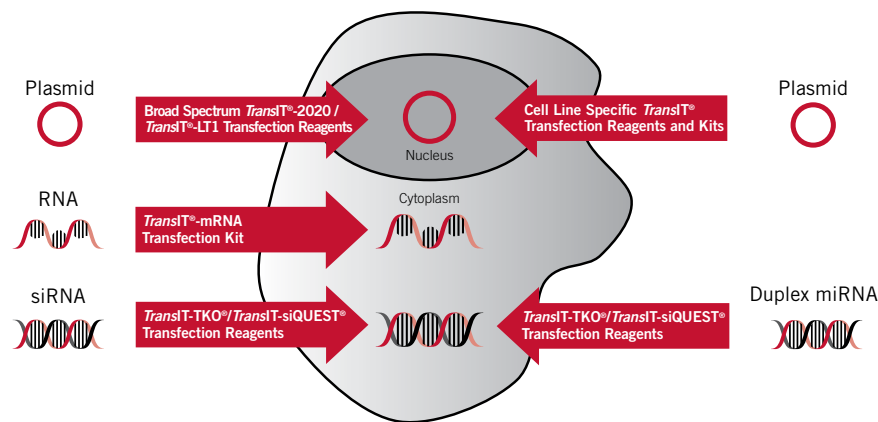 Plasmid
Broad Spectrum TransIT®-2020 /
TransIT®-LT1 Transfection Reagents
Nucleus
Cell Line Specific TransIT®
Transfection Reagents and Kits
Plasmid
RNA
TransIT®-mRNA
Transfection Kit
Cytoplasm
siRNA
TransIT-TKO®/TransIT-siQUEST®
Transfection Reagents
TransIT-TKO®/TransIT-siQUEST®
Transfection Reagents
Duplex miRNA